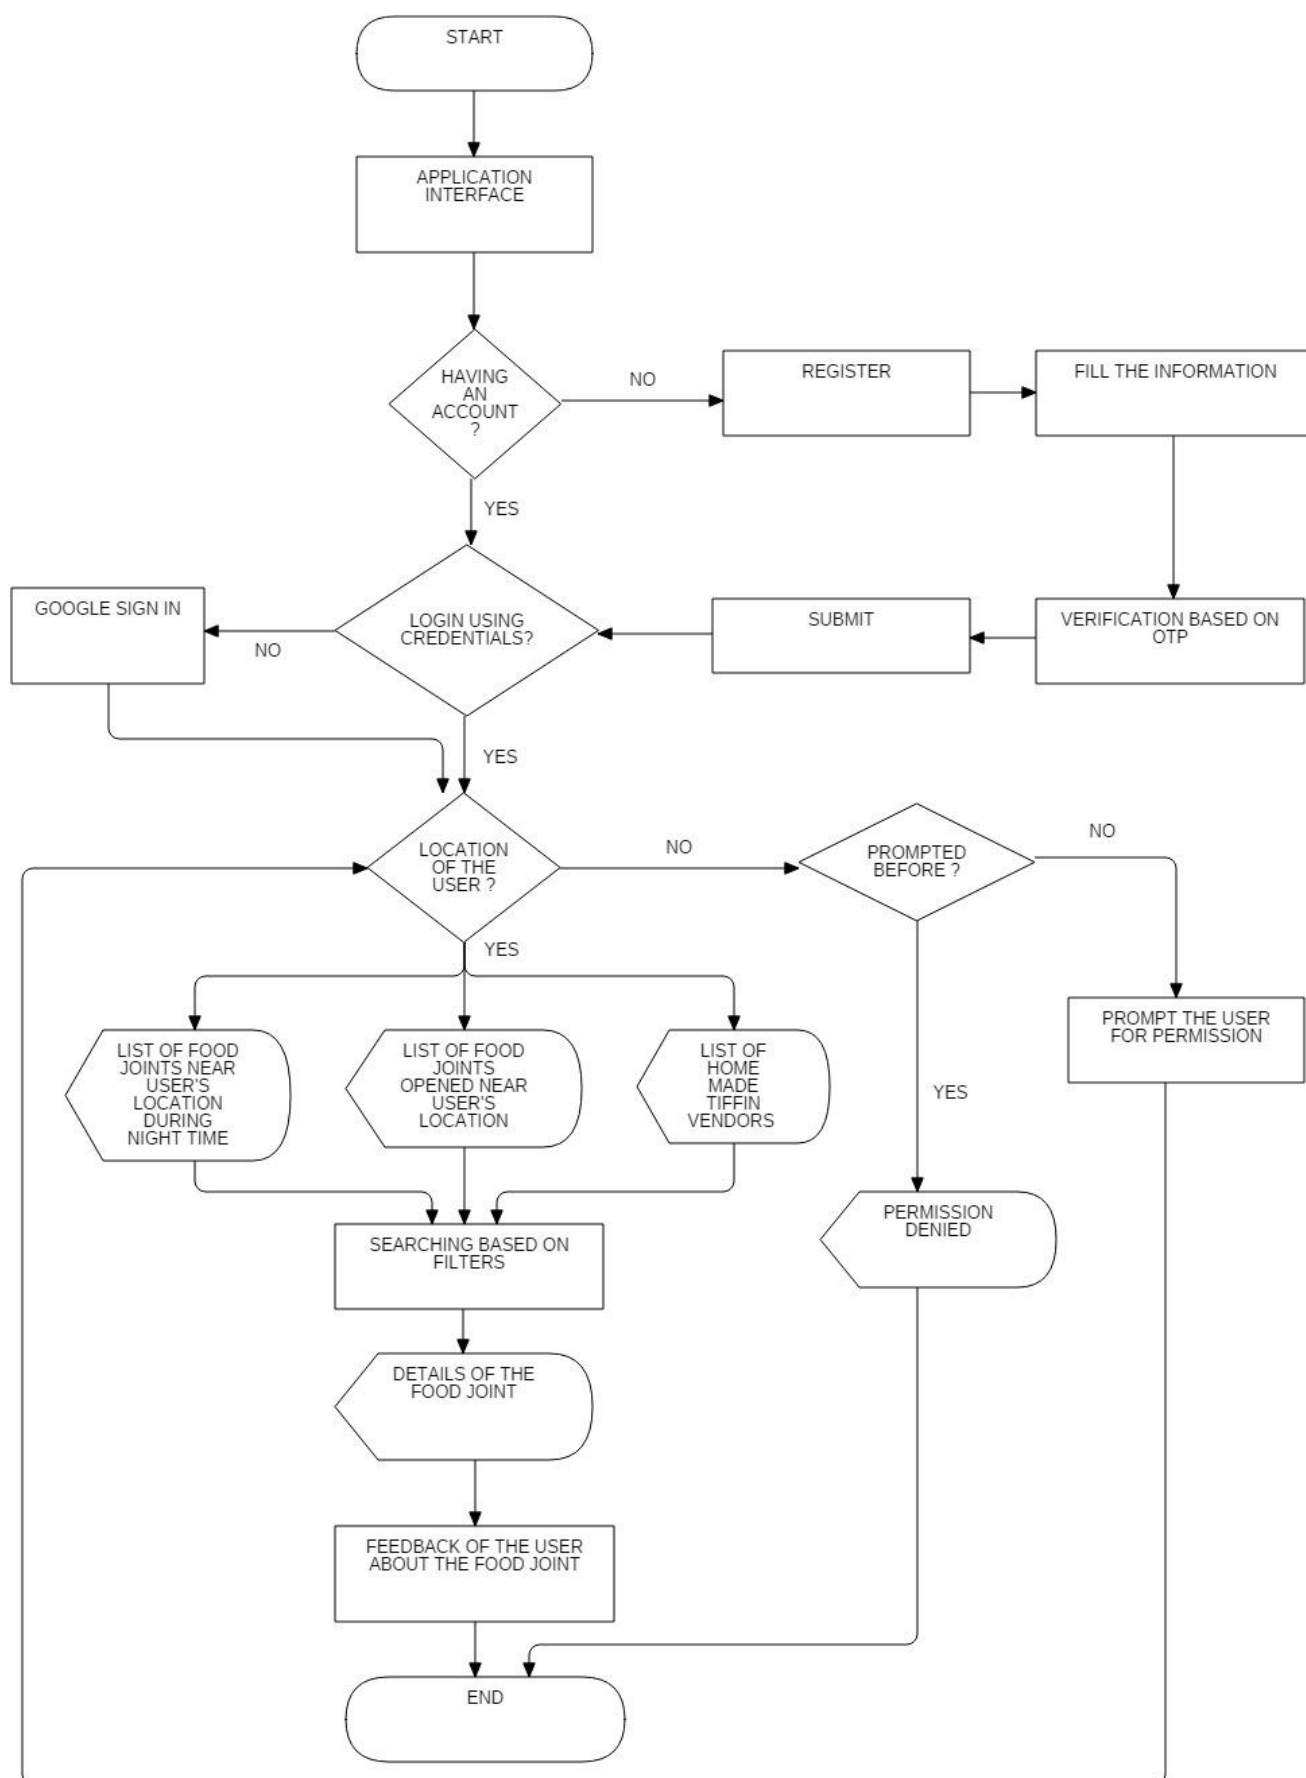 START
APPLICATION
INTERFACE
HAVING
AN
ACCOUNT
?
NO
REGISTER
FILL THE INFORMATION
YES
GOOGLE SIGN IN
NO
LOGIN USING
CREDENTIALS?
SUBMIT
VERIFICATION BASED ON
OTP
YES
LOCATION
OF THE
USER ?
NO
PROMPTED
BEFORE ?
NO
YES
LIST OF FOOD
JOINTS NEAR
USER'S
LOCATION
DURING
NIGHT TIME
LIST OF FOOD
JOINTS
OPENED NEAR
USER'S
LOCATION
LIST OF
HOME
MADE
TIFFIN
VENDORS
PROMPT THE USER
FOR PERMISSION
YES
PERMISSION
DENIED
SEARCHING BASED ON
FILTERS
DETAILS OF THE
FOOD JOINT
FEEDBACK OF THE USER
ABOUT THE FOOD JOINT
END